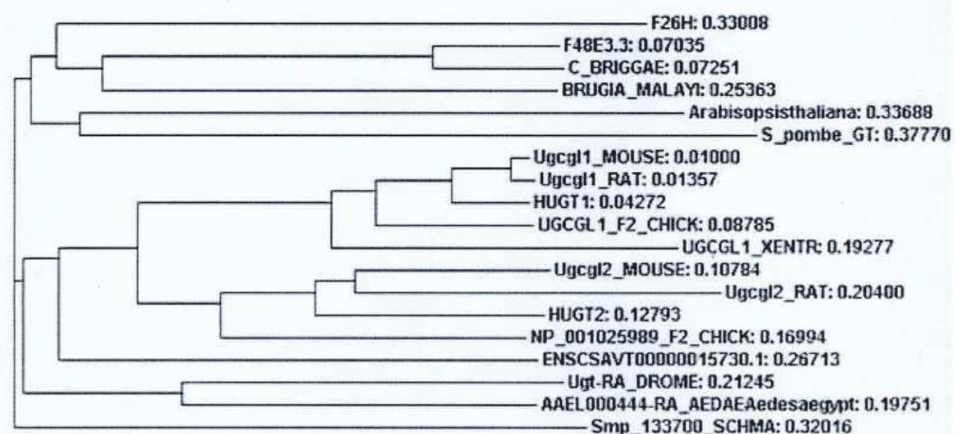 F26H: 0.33008
F48E3.3: 0.07035
C_BRIGGAE: 0.07251
BRUGIA_MALAYI: 0.25363
Arabisopsisthaliana: 0.33688
S_pombe_GT: 0.37770
Ugcgl1_MOUSE: 0.01000
Ugcgl1_RAT: 0.01357
HUGT1: 0.04272
UGCGL1_F2_CHICK: 0.08785
UGCGL1_XENTR: 0.19277
Ugcgl2_MOUSE: 0.10784
Ugcgl2_RAT: 0.20400
HUGT2: 0.12793
NP_001025989_F2_CHICK: 0.16994
ENSCSAVT00000015730.1: 0.26713
Ugt-RA_DROME: 0.21245
AAEL000444-RA_AEDAEAedesaegypt: 0.19751
Smp_133700_SCHMA: 0.32016